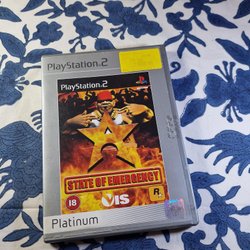 PlayStation.2
PlayStation.2
STATE OF EMERGENCY
18
VIS
R
Platinum